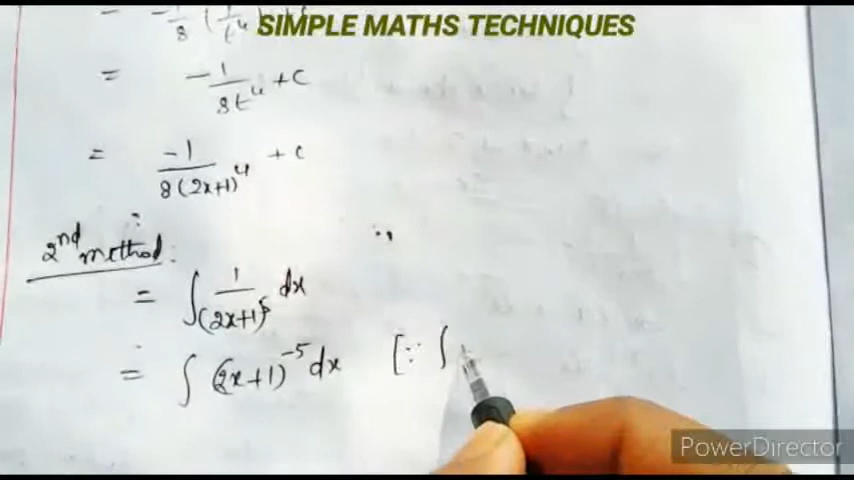 SIMPLE MATHS TECHNIQUES
= -1/8t⁴ + c
= -1/8(2x+1)⁴ + c
2nd method:
= ∫ 1/(2x+1)⁵ dx
= ∫ (2x+1)⁻⁵ dx [∵ ∫
PowerDirector